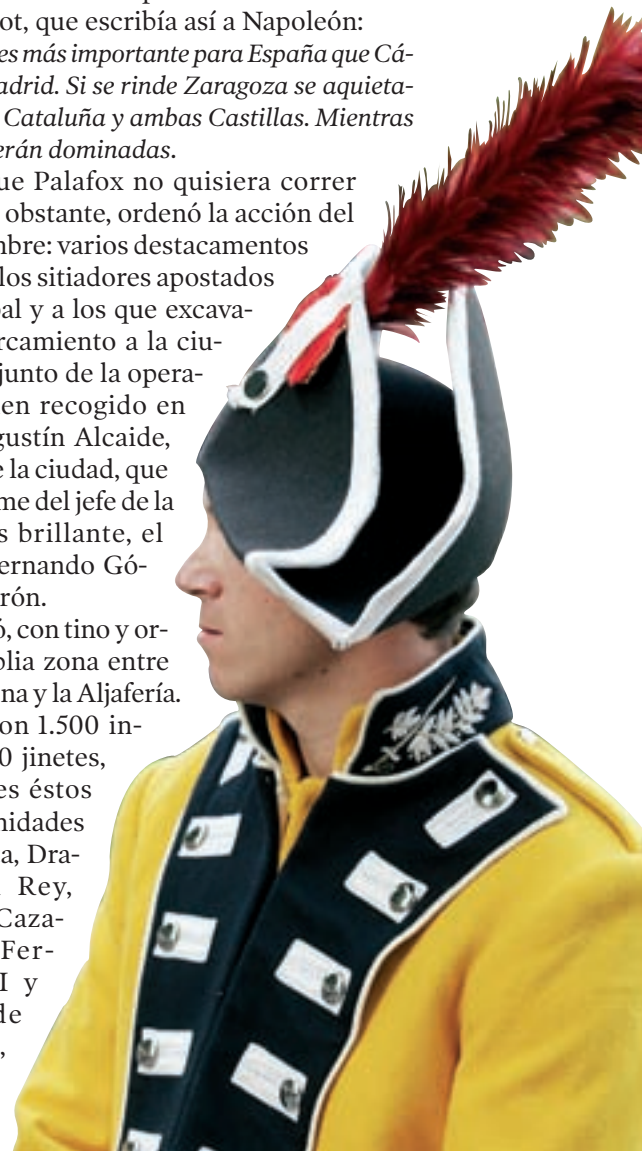 ot, que escribía así a Napoleón:
es más importante para España que Cá-
adrid. Si se rinde Zaragoza se aquieta-
Cataluña y ambas Castillas. Mientras
erán dominadas.
ue Palafox no quisiera correr
obstante, ordenó la acción del
mbre: varios destacamentos
los sitiadores apostados
al y a los que excava-
rcamiento a la ciu-
junto de la opera-
en recogido en
gustín Alcaide,
e la ciudad, que
me del jefe de la
s brillante, el
ernando Gó-
rón.
ó, con tino y or-
plia zona entre
na y la Aljafería.
on 1.500 in-
0 jinetes,
es éstos
nidades
a, Dra-
Rey,
Caza-
Fer-
I y
de
,